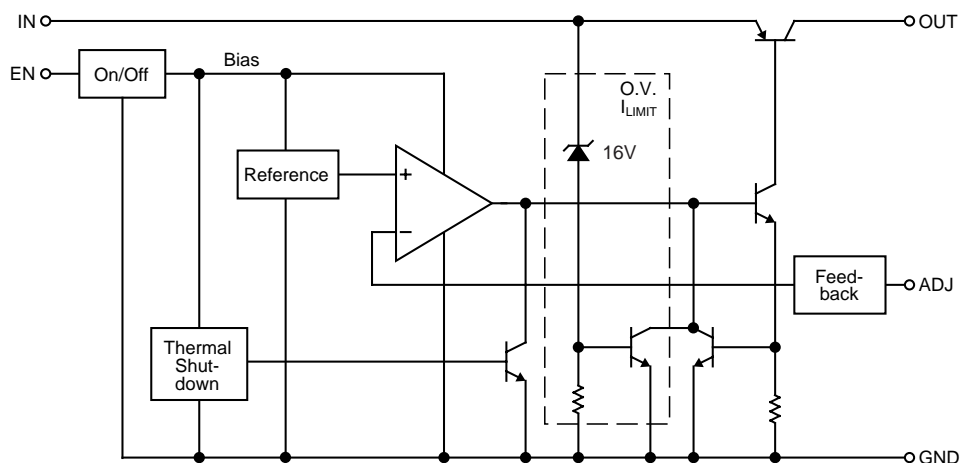 IN
OUT
EN
On/Off
Bias
O.V.
ILIMIT
16V
Reference
+
−
Feed-
back
ADJ
Thermal
Shut-
down
GND